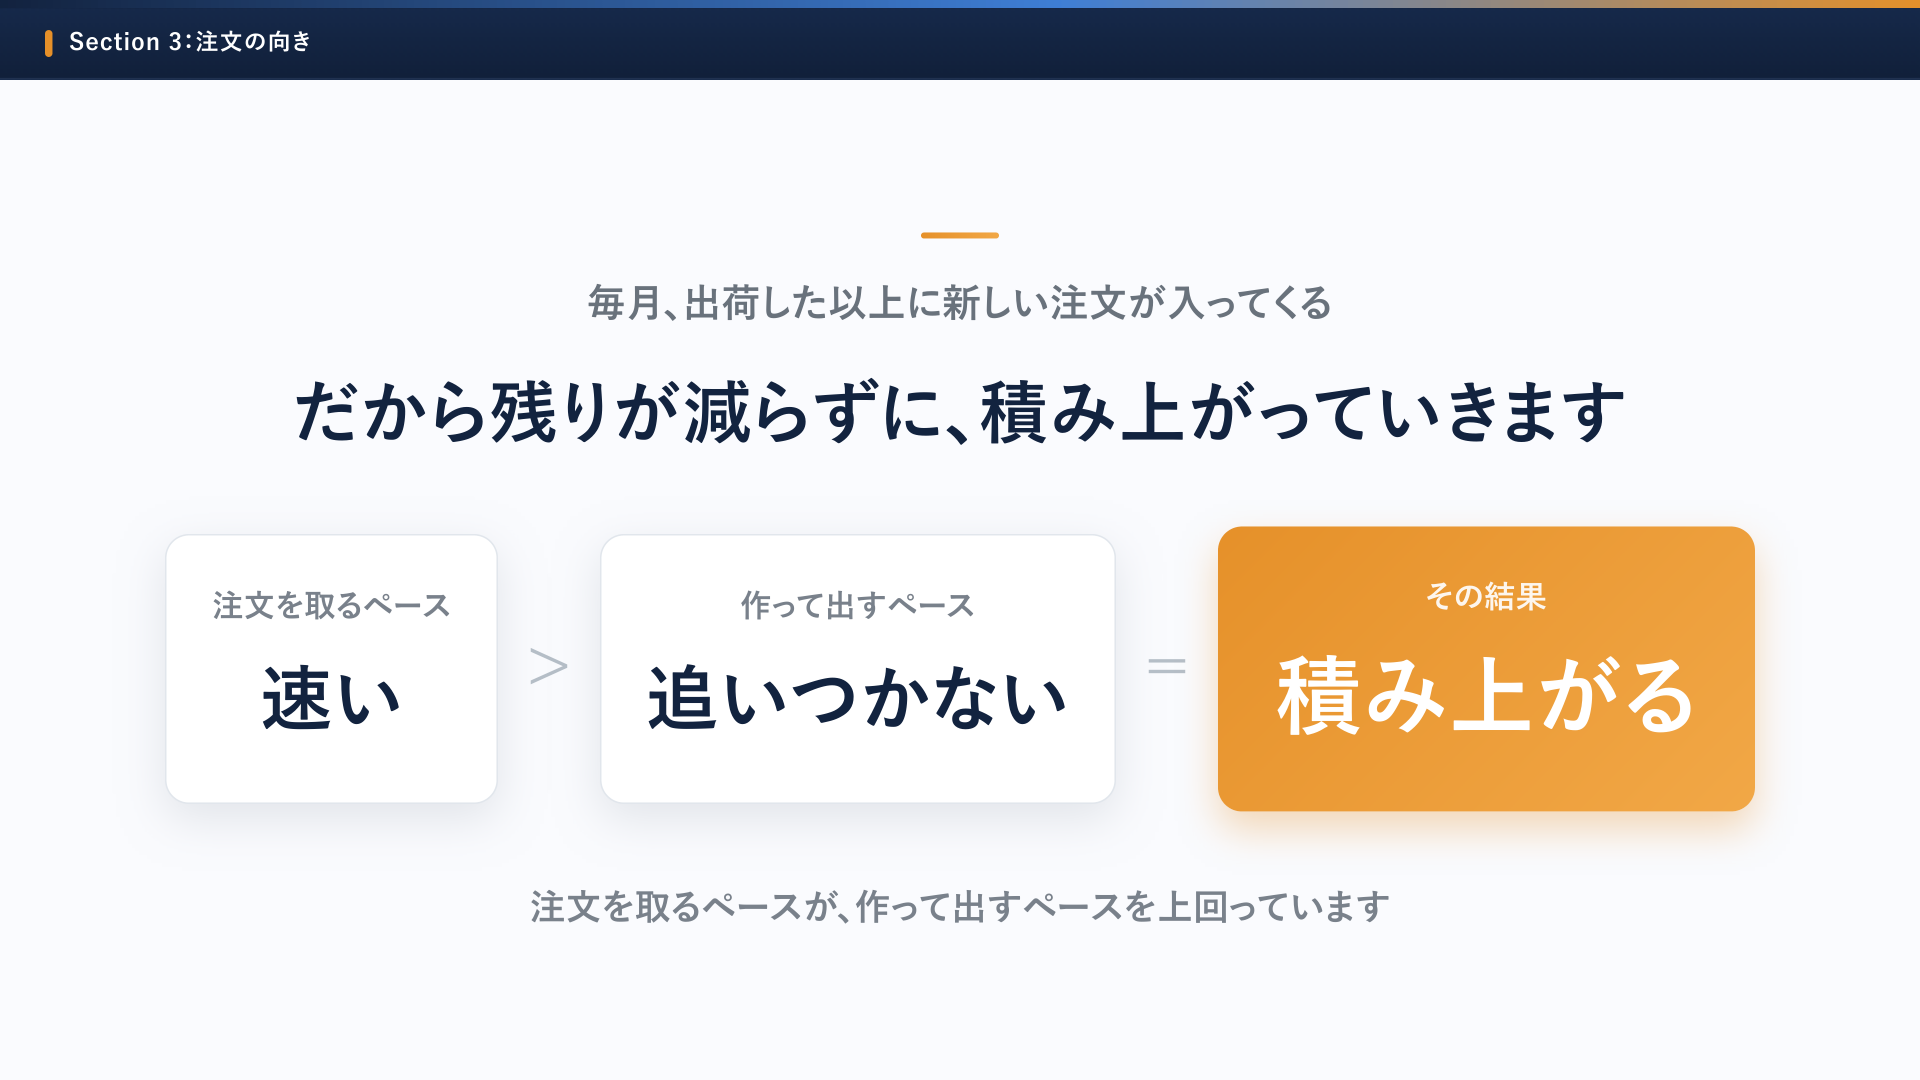 Section 3：注文の向き
毎月、出荷した以上に新しい注文が入ってくる
だから残りが減らずに、積み上がっていきます
注文を取るペース
速い
＞
作って出すペース
追いつかない
＝
その結果
積み上がる
注文を取るペースが、作って出すペースを上回っています